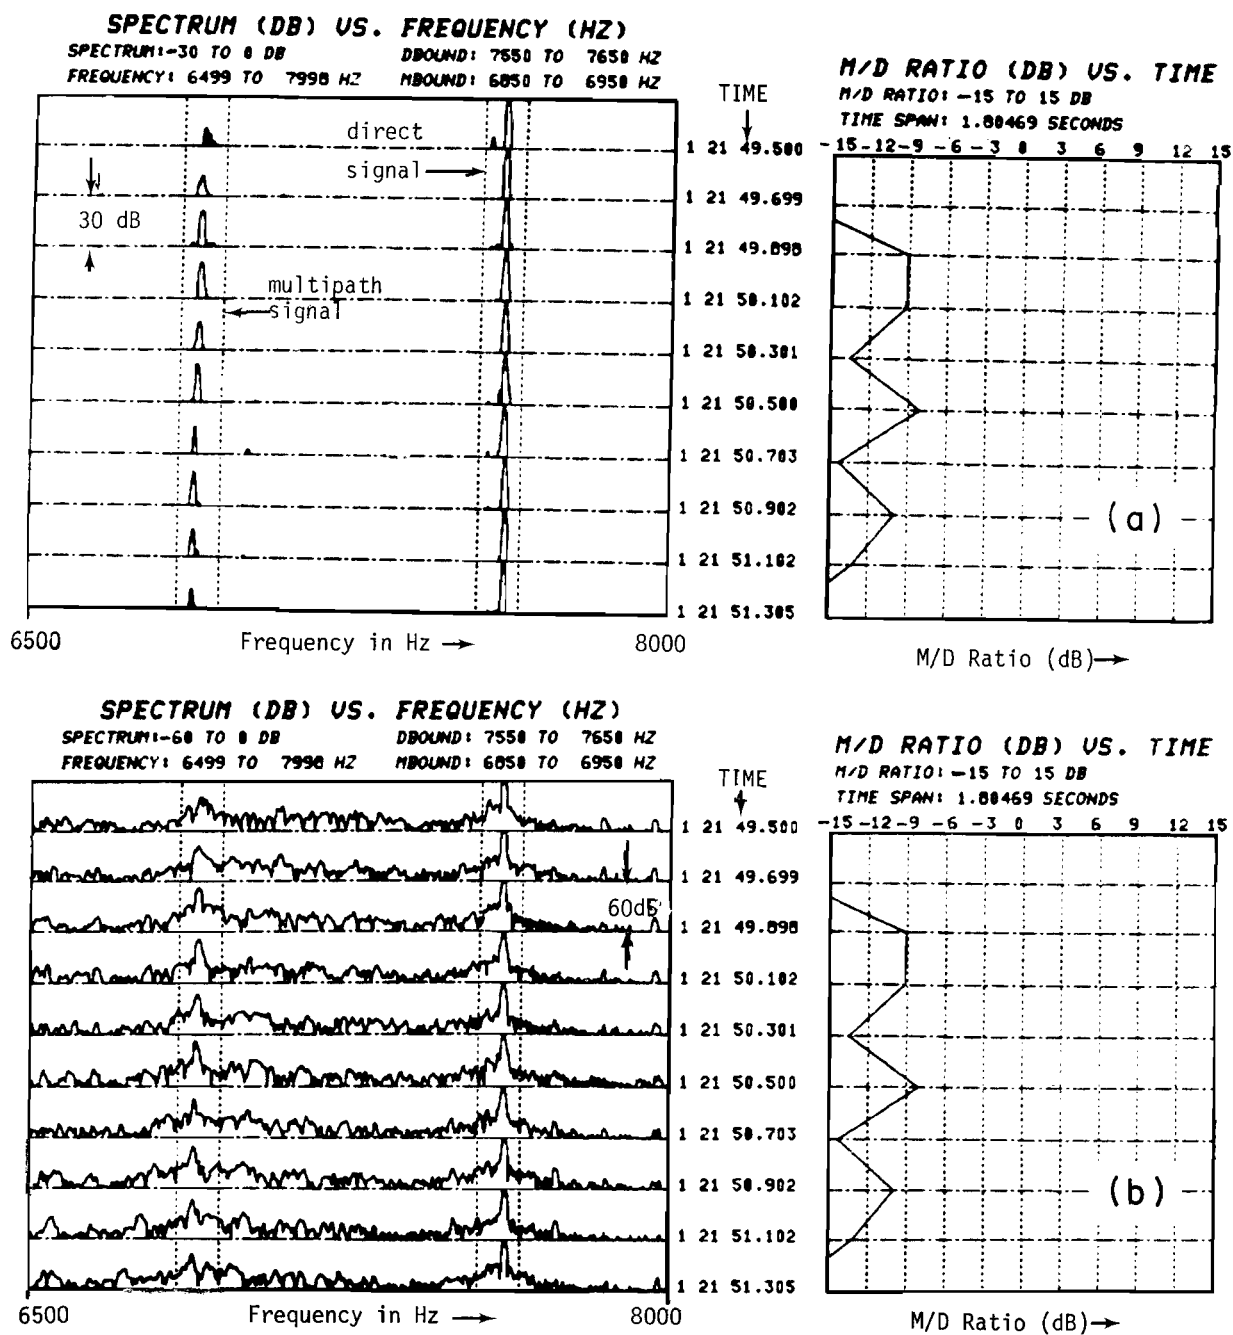 SPECTRUM (DB) VS. FREQUENCY (HZ)
SPECTRUM:-30 TO 0 DB DBOUND: 7550 TO 7650 HZ
FREQUENCY: 6499 TO 7998 HZ MBOUND: 6850 TO 6950 HZ
TIME
direct
signal
30 dB
multipath
signal
1 21 49.500
1 21 49.699
1 21 49.898
1 21 50.102
1 21 50.301
1 21 50.500
1 21 50.703
1 21 50.902
1 21 51.102
1 21 51.305
6500 Frequency in Hz → 8000
M/D RATIO (DB) VS. TIME
M/D RATIO: -15 TO 15 DB
TIME SPAN: 1.80469 SECONDS
-15 -12 -9 -6 -3 0 3 6 9 12 15
(a)
M/D Ratio (dB)→
SPECTRUM (DB) VS. FREQUENCY (HZ)
SPECTRUM:-60 TO 0 DB DBOUND: 7550 TO 7650 HZ
FREQUENCY: 6499 TO 7998 HZ MBOUND: 6850 TO 6950 HZ
TIME
60dB
1 21 49.500
1 21 49.699
1 21 49.898
1 21 50.102
1 21 50.301
1 21 50.500
1 21 50.703
1 21 50.902
1 21 51.102
1 21 51.305
6500 Frequency in Hz → 8000
M/D RATIO (DB) VS. TIME
M/D RATIO: -15 TO 15 DB
TIME SPAN: 1.80469 SECONDS
-15 -12 -9 -6 -3 0 3 6 9 12 15
(b)
M/D Ratio (dB)→